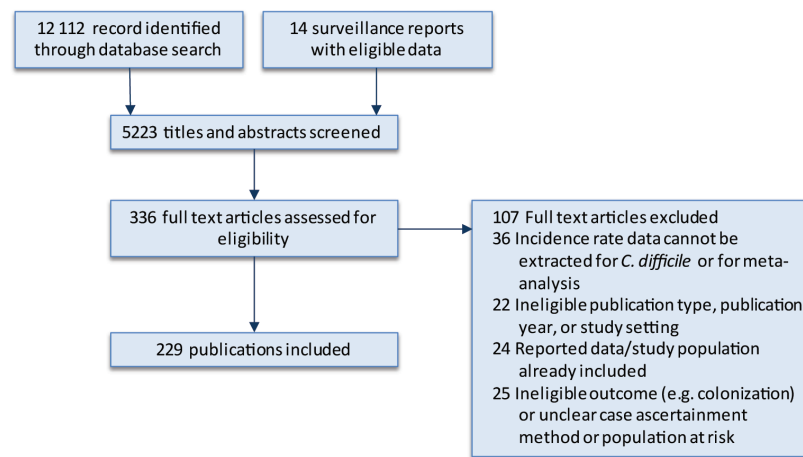 12 112 record identified
through database search
14 surveillance reports
with eligible data
5223 titles and abstracts screened
336 full text articles assessed for
eligibility
107 Full text articles excluded
36 Incidence rate data cannot be
extracted for C. difficile or for meta-
analysis
22 Ineligible publication type, publication
year, or study setting
24 Reported data/study population
already included
25 Ineligible outcome (e.g. colonization)
or unclear case ascertainment
method or population at risk
229 publications included